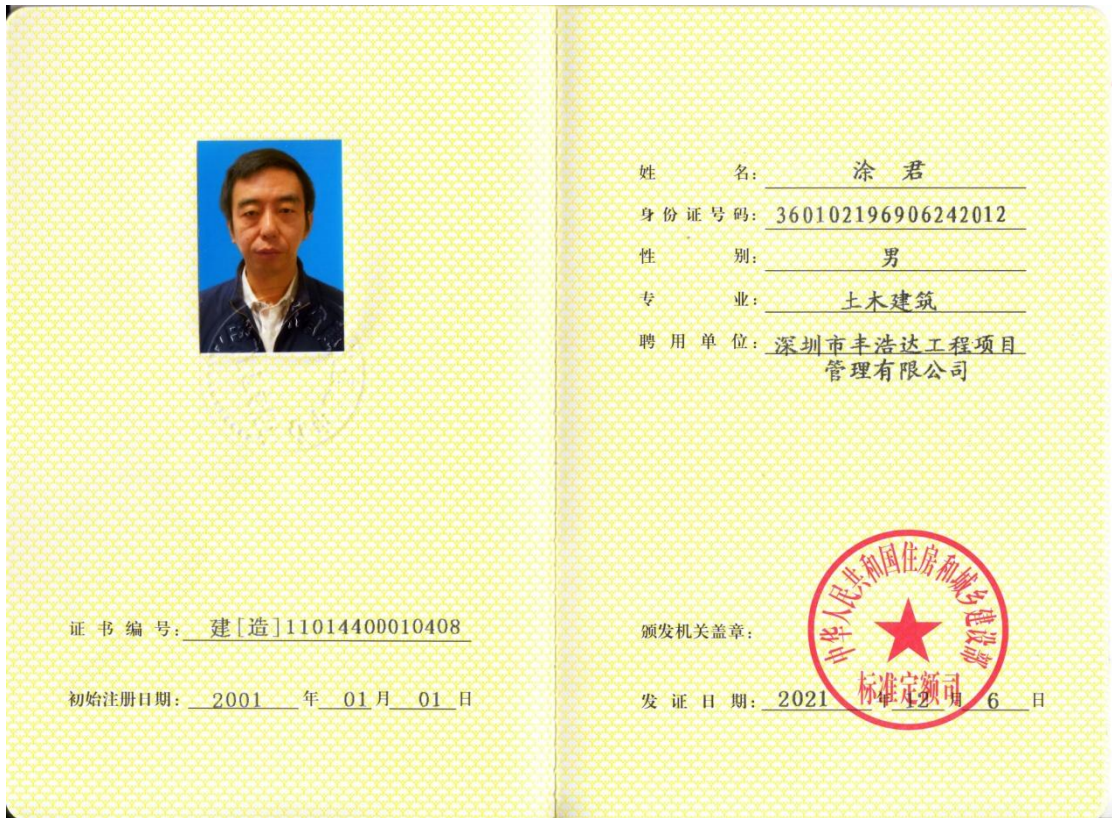 证书编号: 建[造]11014400010408
初始注册日期: 2001 年 01 月 01 日
姓名: 涂君
身份证号码: 360102196906242012
性别: 男
专业: 土木建筑
聘用单位: 深圳市丰浩达工程项目
管理有限公司
颁发机关盖章:
中华人民共和国住房和城乡建设部
标准定额司
发证日期: 2021 年 12 月 6 日